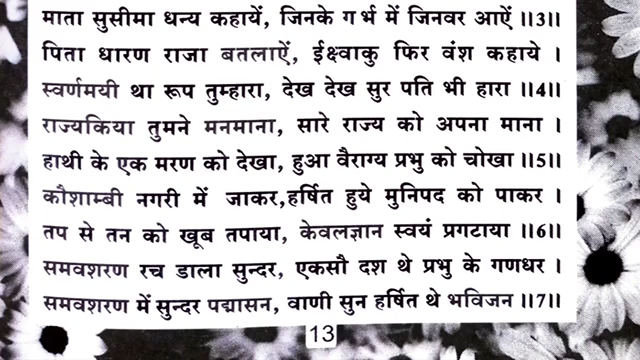 माता सुसीमा धन्य कहायें, जिनके गर्भ में जिनवर आऐं ॥3॥
पिता धारण राजा बतलाऐं, ईक्ष्वाकु फिर वंश कहाये ।
स्वर्णमयी था रूप तुम्हारा, देख देख सुर पति भी हारा ॥4॥
राज्यकिया तुमने मनमाना, सारे राज्य को अपना माना ।
हाथी के एक मरण को देखा, हुआ वैराग्य प्रभु को चोखा ॥5॥
कौशाम्बी नगरी में जाकर,हर्षित हुये मुनिपद को पाकर ।
तप से तन को खूब तपाया, केवलज्ञान स्वयं प्रगटाया ॥6॥
समवशरण रच डाला सुन्दर, एकसौ दश थे प्रभु के गणधर ।
समवशरण में सुन्दर पद्मासन, वाणी सुन हर्षित थे भविजन ॥7॥
13